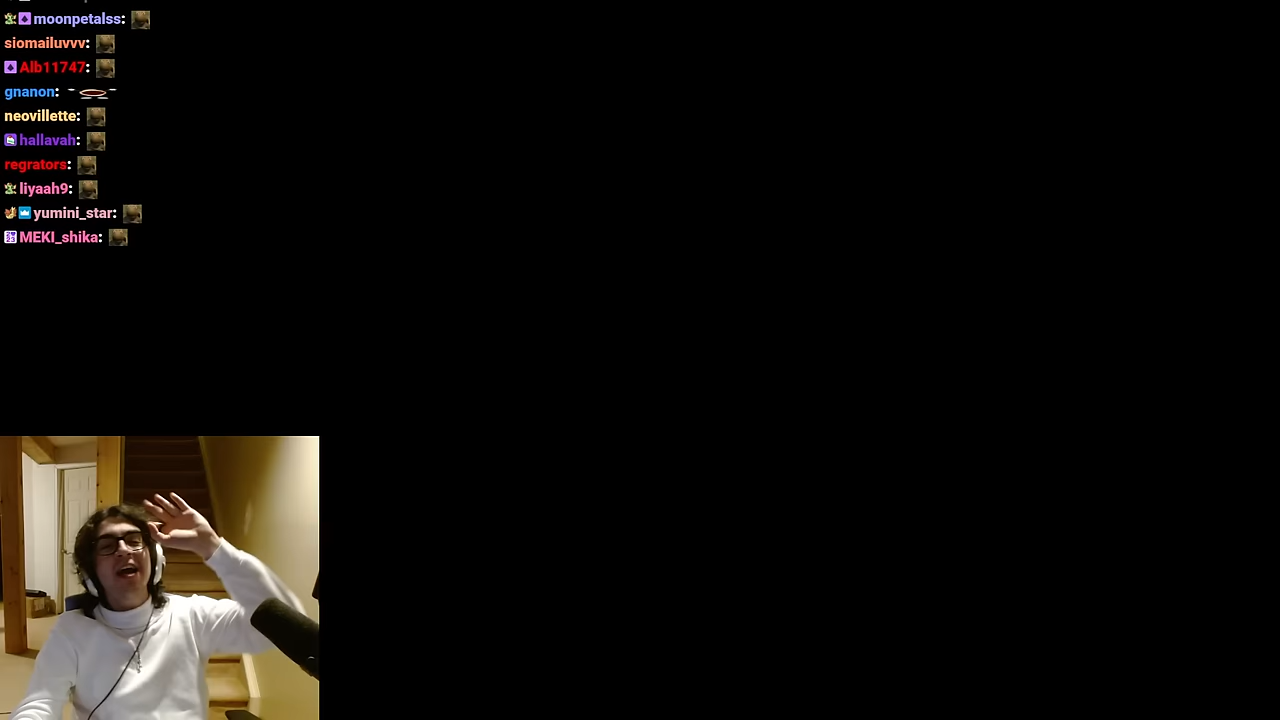 moonpetalss:
siomailuvvv:
Alb11747:
gnanon:
neovillette:
hallavah:
regrators:
liyaah9:
yumini_star:
MEKI_shika: